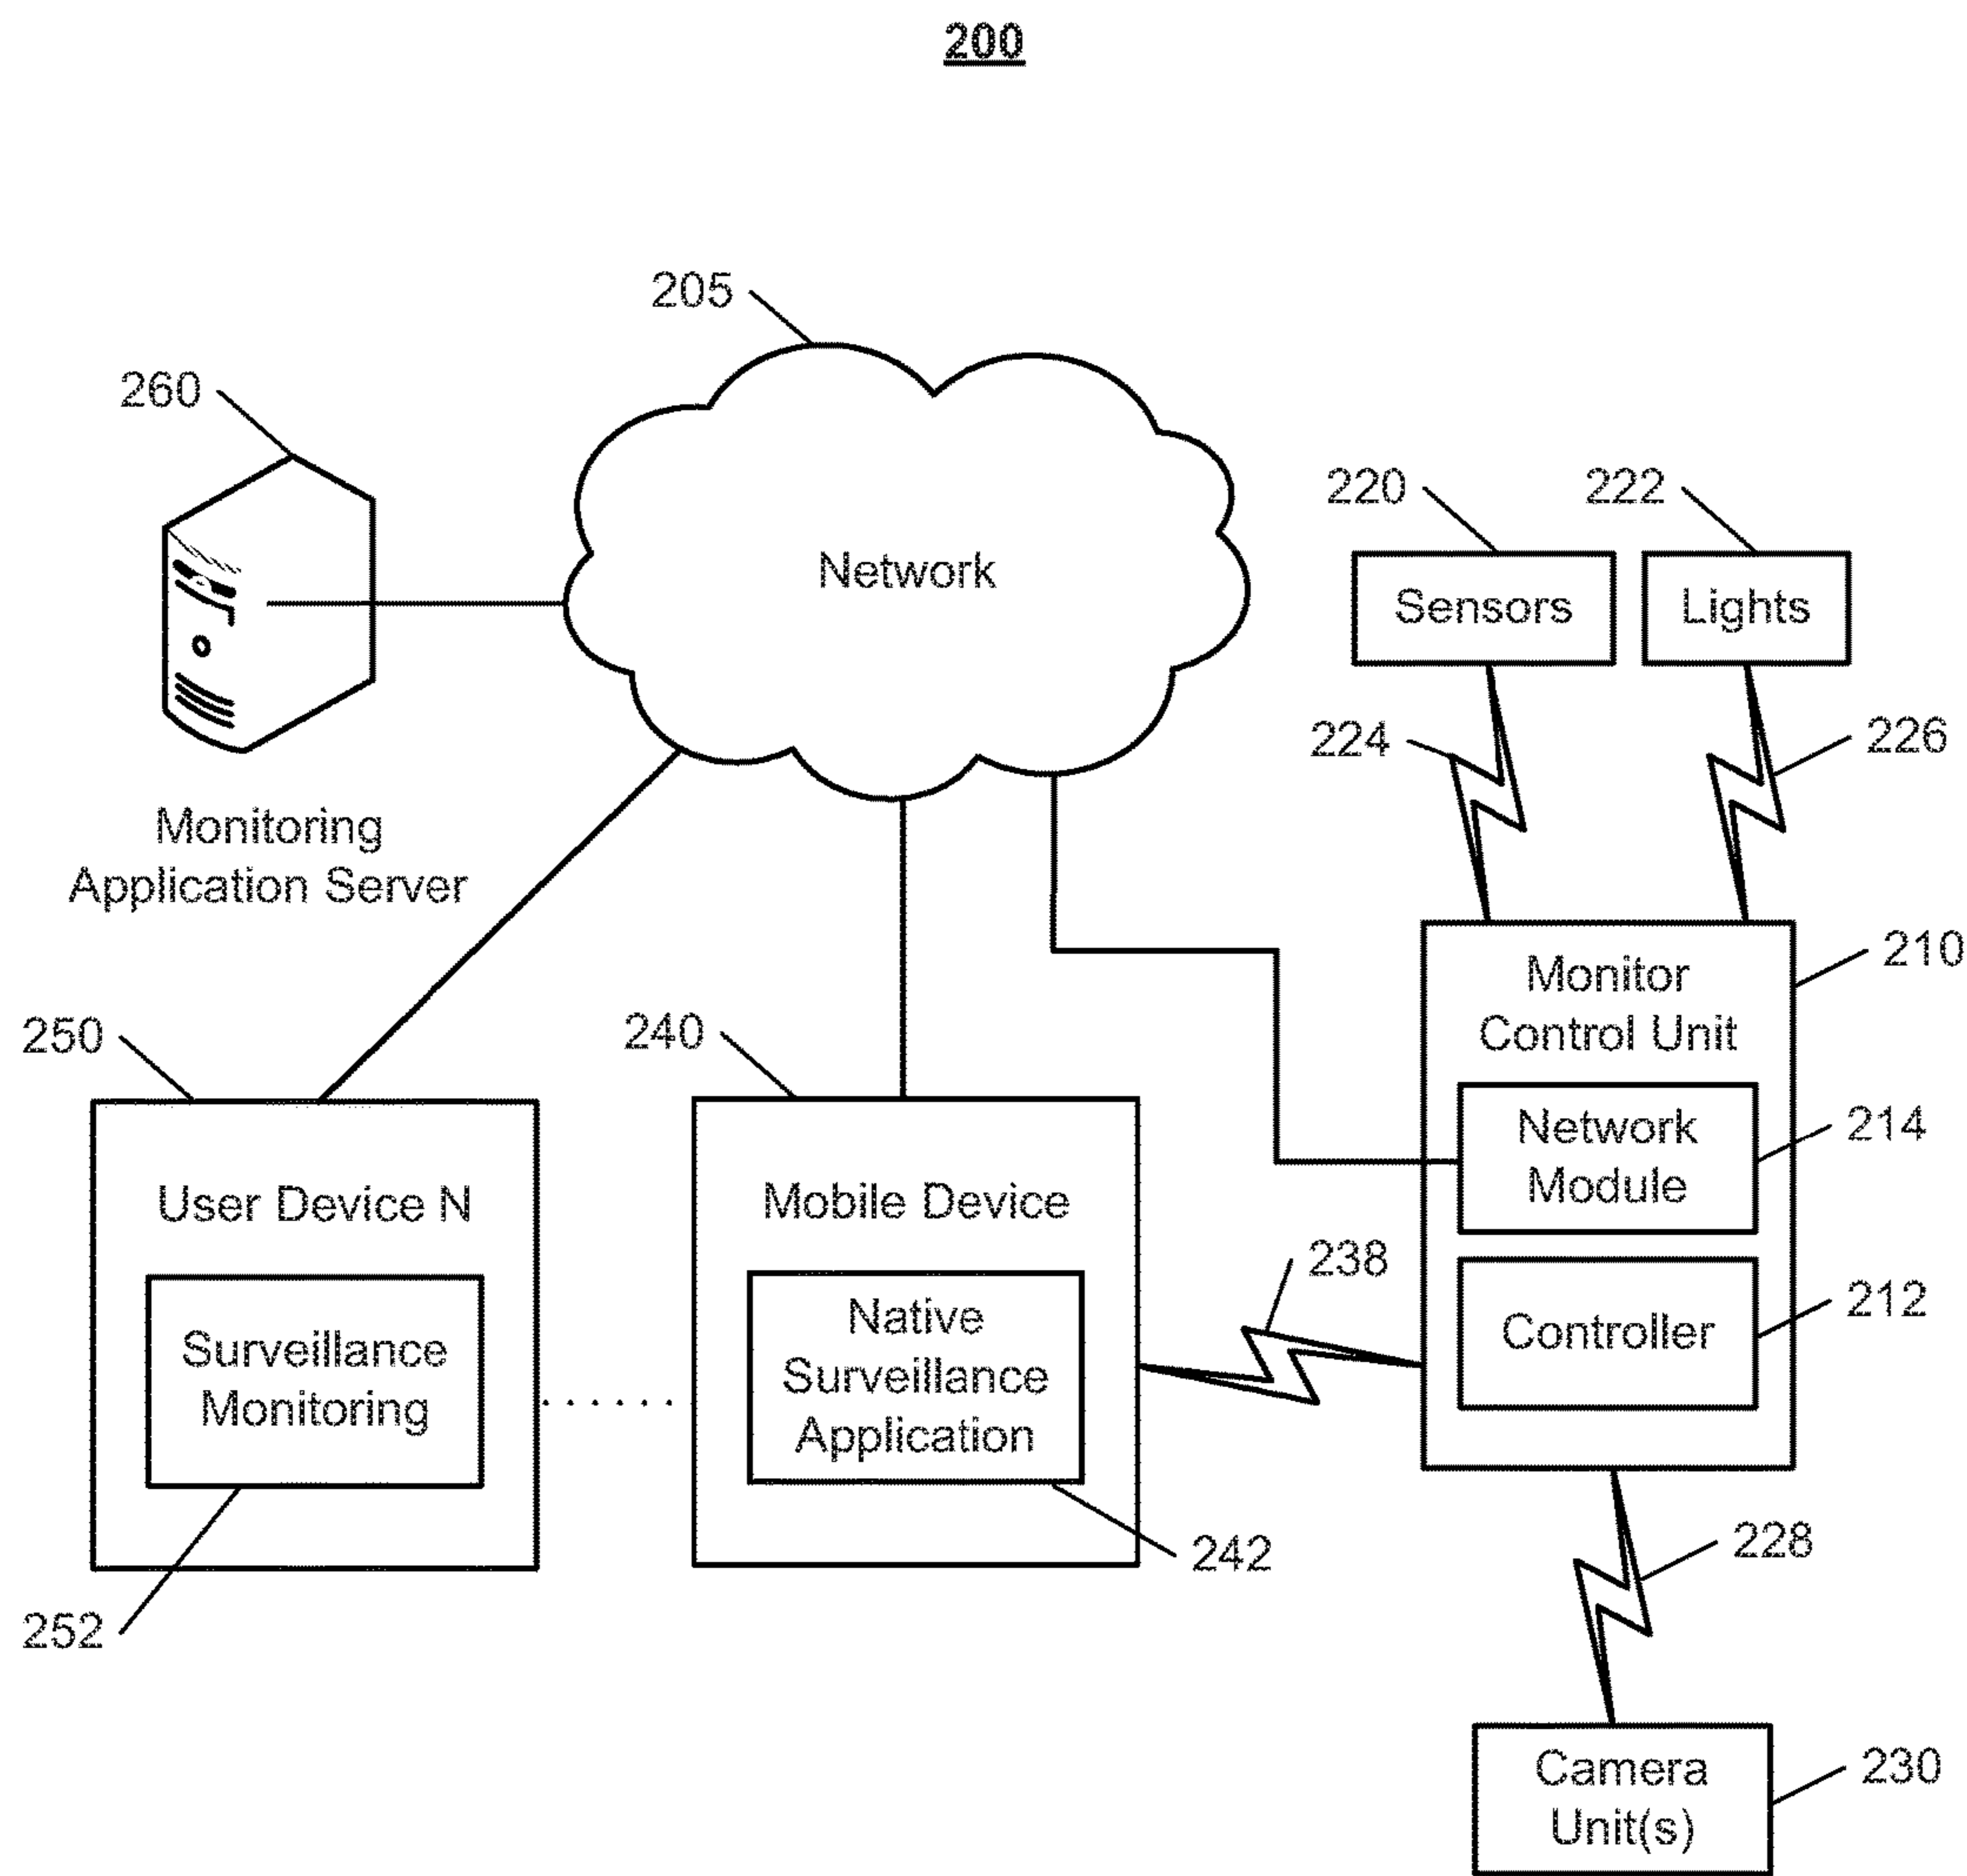 200
205
260
Network
220
222
Sensors
Lights
224
226
Monitoring
Application Server
210
Monitor
Control Unit
250
240
Network
Module
214
User Device N
Mobile Device
238
212
Controller
Surveillance
Monitoring
Native
Surveillance
Application
228
242
252
Camera
Unit(s)
230